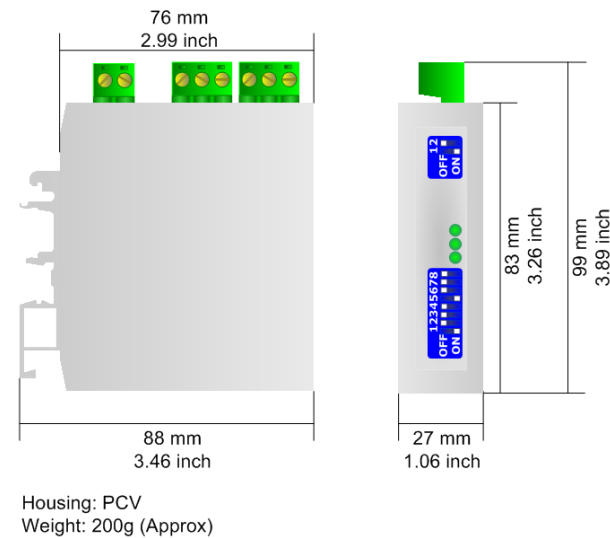 76 mm
2.99 inch
12
OFF
ON
83 mm
3.26 inch
99 mm
3.89 inch
12345678
OFF
ON
88 mm
3.46 inch
27 mm
1.06 inch
Housing: PCV
Weight: 200g (Approx)